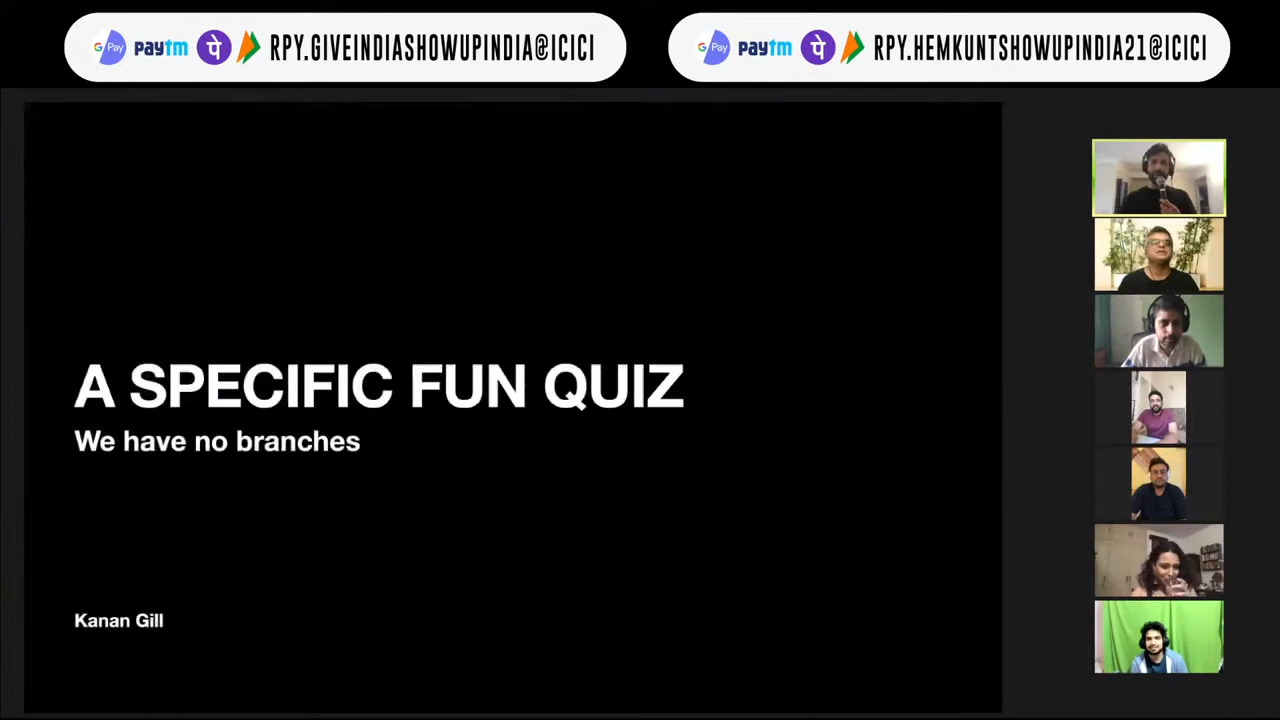 G Pay paytm पे RPY.GIVEINDIASHOWUPINDIA@ICICI
G Pay paytm पे RPY.HEMKUNTSHOWUPINDIA21@ICICI
A SPECIFIC FUN QUIZ
We have no branches
Kanan Gill